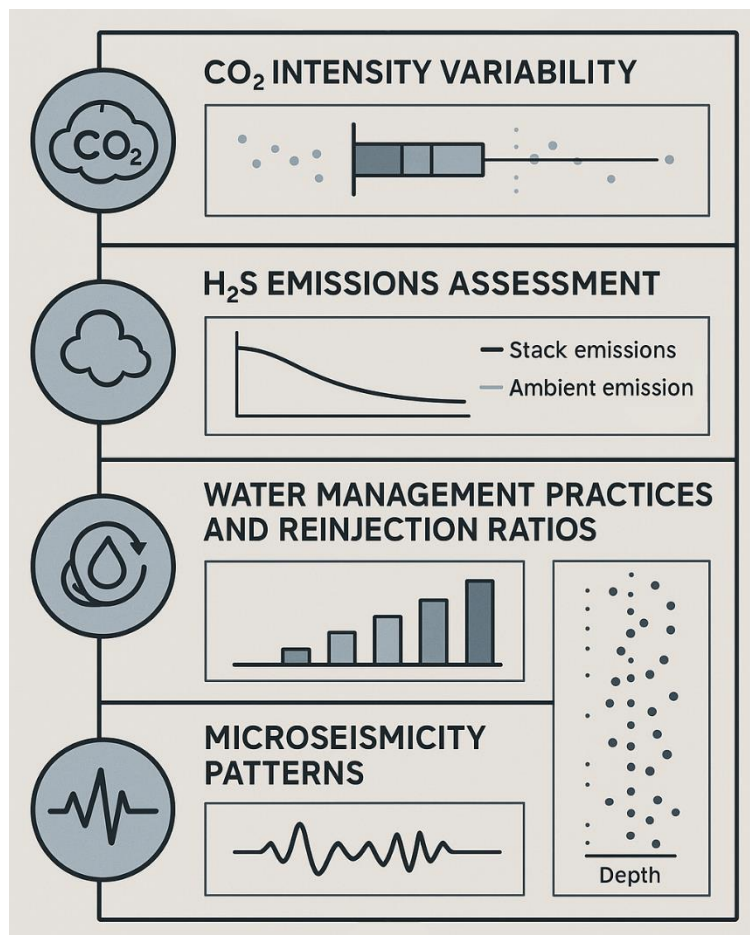 CO₂
CO₂ INTENSITY VARIABILITY
H₂S EMISSIONS ASSESSMENT
Stack emissions
Ambient emission
WATER MANAGEMENT PRACTICES
AND REINJECTION RATIOS
MICROSEISMICITY
PATTERNS
Depth